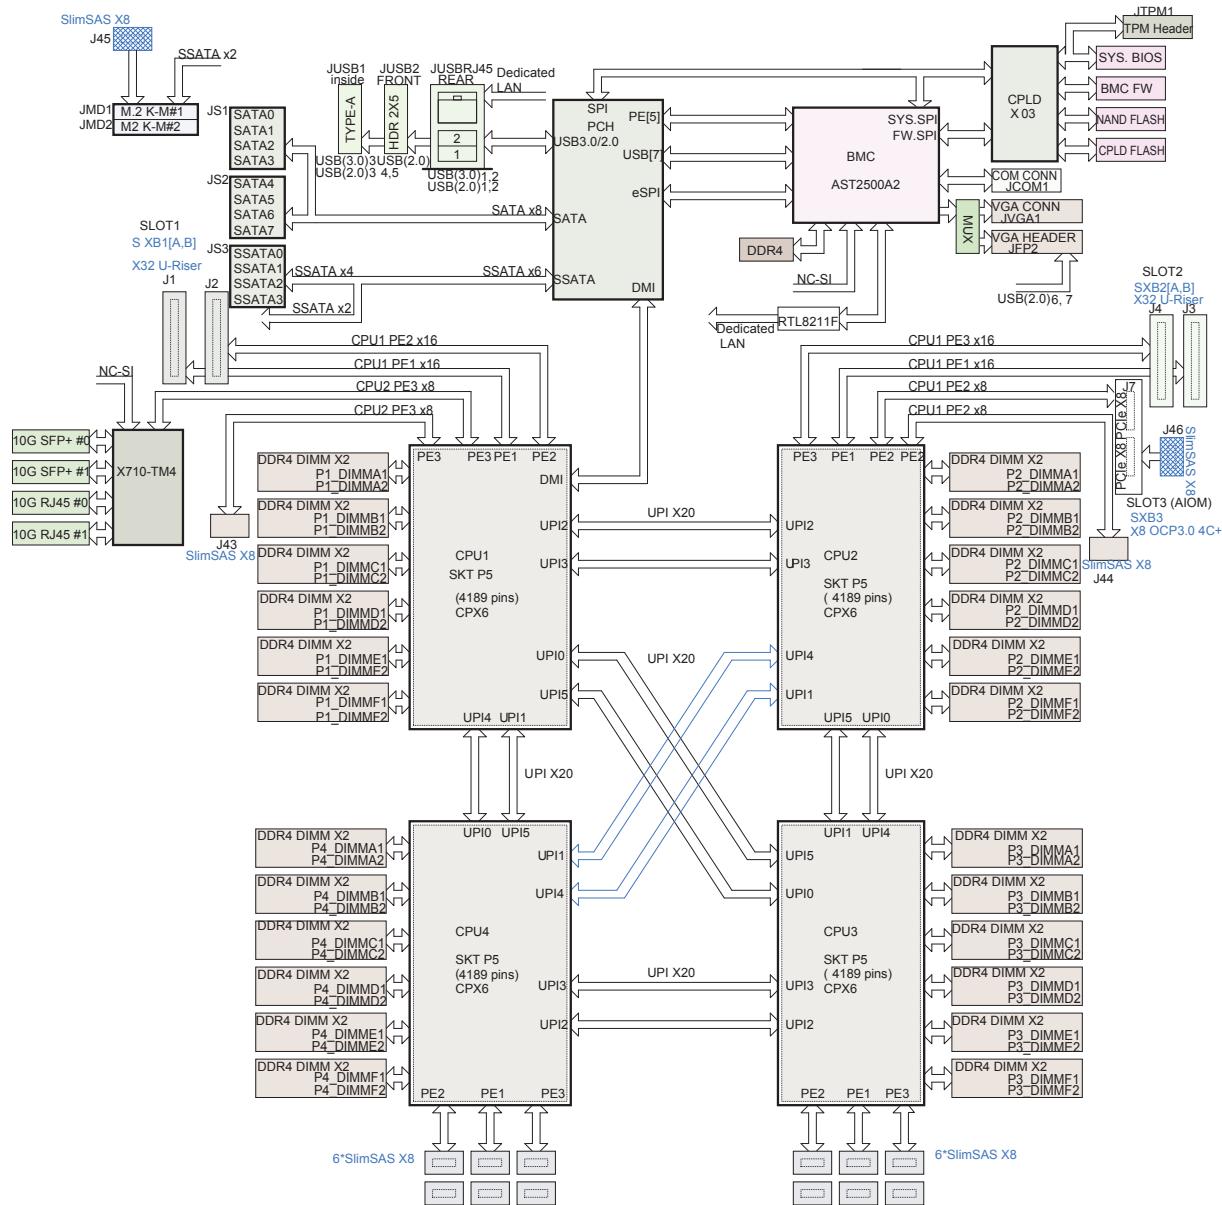 SlimSAS X8
J45
SSATA x2
JMD1
M.2 K-M#1
JMD2
M2 K-M#2
JS1
SATA0
SATA1
SATA2
SATA3
JS2
SATA4
SATA5
SATA6
SATA7
JS3
SSATA0
SSATA1
SSATA2
SSATA3
SATA x8
SSATA x4
SSATA x6
SSATA x2
JUSB1
inside
TYPE-A
USB(3.0)3
USB(2.0)3
JUSB2
FRONT
HDR 2X5
USB(2.0)
4,5
JUSBRJ45
REAR
2
1
USB(3.0)1,2
USB(2.0)1,2
Dedicated
LAN
SPI
PCH
USB3.0/2.0
PE[5]
USB[7]
eSPI
SATA
SSATA
DMI
SYS.SPI
FW.SPI
BMC
AST2500A2
CPLD
X 03
JTPM1
TPM Header
SYS. BIOS
BMC FW
NAND FLASH
CPLD FLASH
COM CONN
JCOM1
MUX
VGA CONN
JVGA1
VGA HEADER
JFP2
USB(2.0)6, 7
DDR4
NC-SI
RTL8211F
Dedicated
LAN
SLOT1
S XB1[A,B]
X32 U-Riser
J1
J2
SLOT2
SXB2[A,B]
X32 U-Riser
J4
J3
CPU1 PE2 x16
CPU1 PE1 x16
CPU2 PE3 x8
CPU2 PE3 x8
CPU1 PE3 x16
CPU1 PE1 x16
CPU1 PE2 x8
CPU1 PE2 x8
NC-SI
10G SFP+ #0
10G SFP+ #1
10G RJ45 #0
10G RJ45 #1
X710-TM4
J43
SlimSAS X8
J7
PCIe X8
PCIe X8
J46
SlimSAS X8
SLOT3 (AIOM)
SXB3
X8 OCP3.0 4C+
SlimSAS X8
J44
DDR4 DIMM X2
P1_DIMMA1
P1_DIMMA2
DDR4 DIMM X2
P1_DIMMB1
P1_DIMMB2
DDR4 DIMM X2
P1_DIMMC1
P1_DIMMC2
DDR4 DIMM X2
P1_DIMMD1
P1_DIMMD2
DDR4 DIMM X2
P1_DIMME1
P1_DIMME2
DDR4 DIMM X2
P1_DIMMF1
P1_DIMMF2
PE3
PE3
PE1
PE2
DMI
UPI2
UPI3
CPU1
SKT P5
(4189 pins)
CPX6
UPI0
UPI5
UPI4
UPI1
UPI X20
UPI X20
UPI X20
UPI X20
UPI X20
PE3
PE1
PE2
PE2
UPI2
UPI3
CPU2
SKT P5
( 4189 pins)
CPX6
UPI4
UPI1
UPI5
UPI0
DDR4 DIMM X2
P2_DIMMA1
P2_DIMMA2
DDR4 DIMM X2
P2_DIMMB1
P2_DIMMB2
DDR4 DIMM X2
P2_DIMMC1
P2_DIMMC2
DDR4 DIMM X2
P2_DIMMD1
P2_DIMMD2
DDR4 DIMM X2
P2_DIMME1
P2_DIMME2
DDR4 DIMM X2
P2_DIMMF1
P2_DIMMF2
DDR4 DIMM X2
P4_DIMMA1
P4_DIMMA2
DDR4 DIMM X2
P4_DIMMB1
P4_DIMMB2
DDR4 DIMM X2
P4_DIMMC1
P4_DIMMC2
DDR4 DIMM X2
P4_DIMMD1
P4_DIMMD2
DDR4 DIMM X2
P4_DIMME1
P4_DIMME2
DDR4 DIMM X2
P4_DIMMF1
P4_DIMMF2
UPI0
UPI5
UPI1
UPI4
CPU4
SKT P5
(4189 pins)
CPX6
UPI3
UPI2
PE2
PE1
PE3
6*SlimSAS X8
UPI1
UPI4
UPI5
UPI0
CPU3
SKT P5
( 4189 pins)
CPX6
UPI3
UPI2
PE2
PE1
PE3
6*SlimSAS X8
DDR4 DIMM X2
P3_DIMMA1
P3_DIMMA2
DDR4 DIMM X2
P3_DIMMB1
P3_DIMMB2
DDR4 DIMM X2
P3_DIMMC1
P3_DIMMC2
DDR4 DIMM X2
P3_DIMMD1
P3_DIMMD2
DDR4 DIMM X2
P3_DIMME1
P3_DIMME2
DDR4 DIMM X2
P3_DIMMF1
P3_DIMMF2